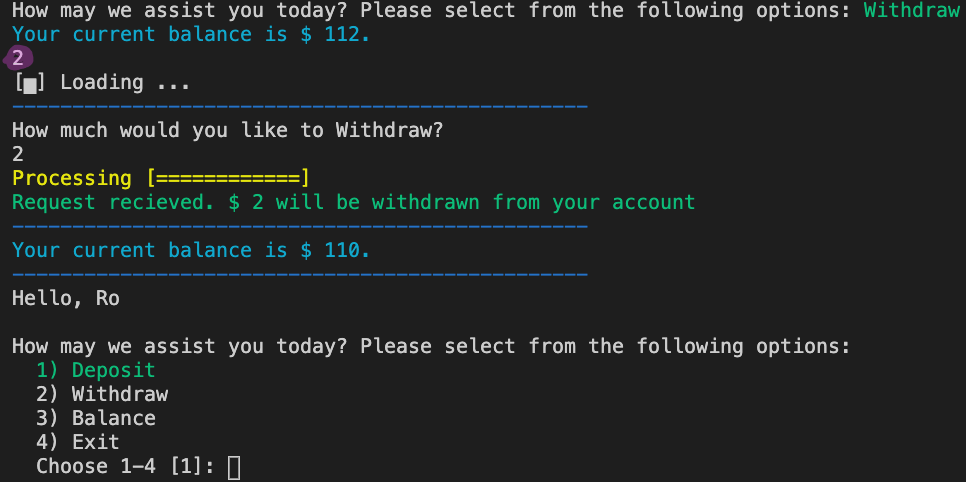 How may we assist you today? Please select from the following options: Withdraw
Your current balance is $ 112.
2
[■] Loading ...
------------------------------------------------
How much would you like to Withdraw?
2
Processing [============]
Request recieved. $ 2 will be withdrawn from your account
------------------------------------------------
Your current balance is $ 110.
------------------------------------------------
Hello, Ro
How may we assist you today? Please select from the following options:
1) Deposit
2) Withdraw
3) Balance
4) Exit
Choose 1-4 [1]: